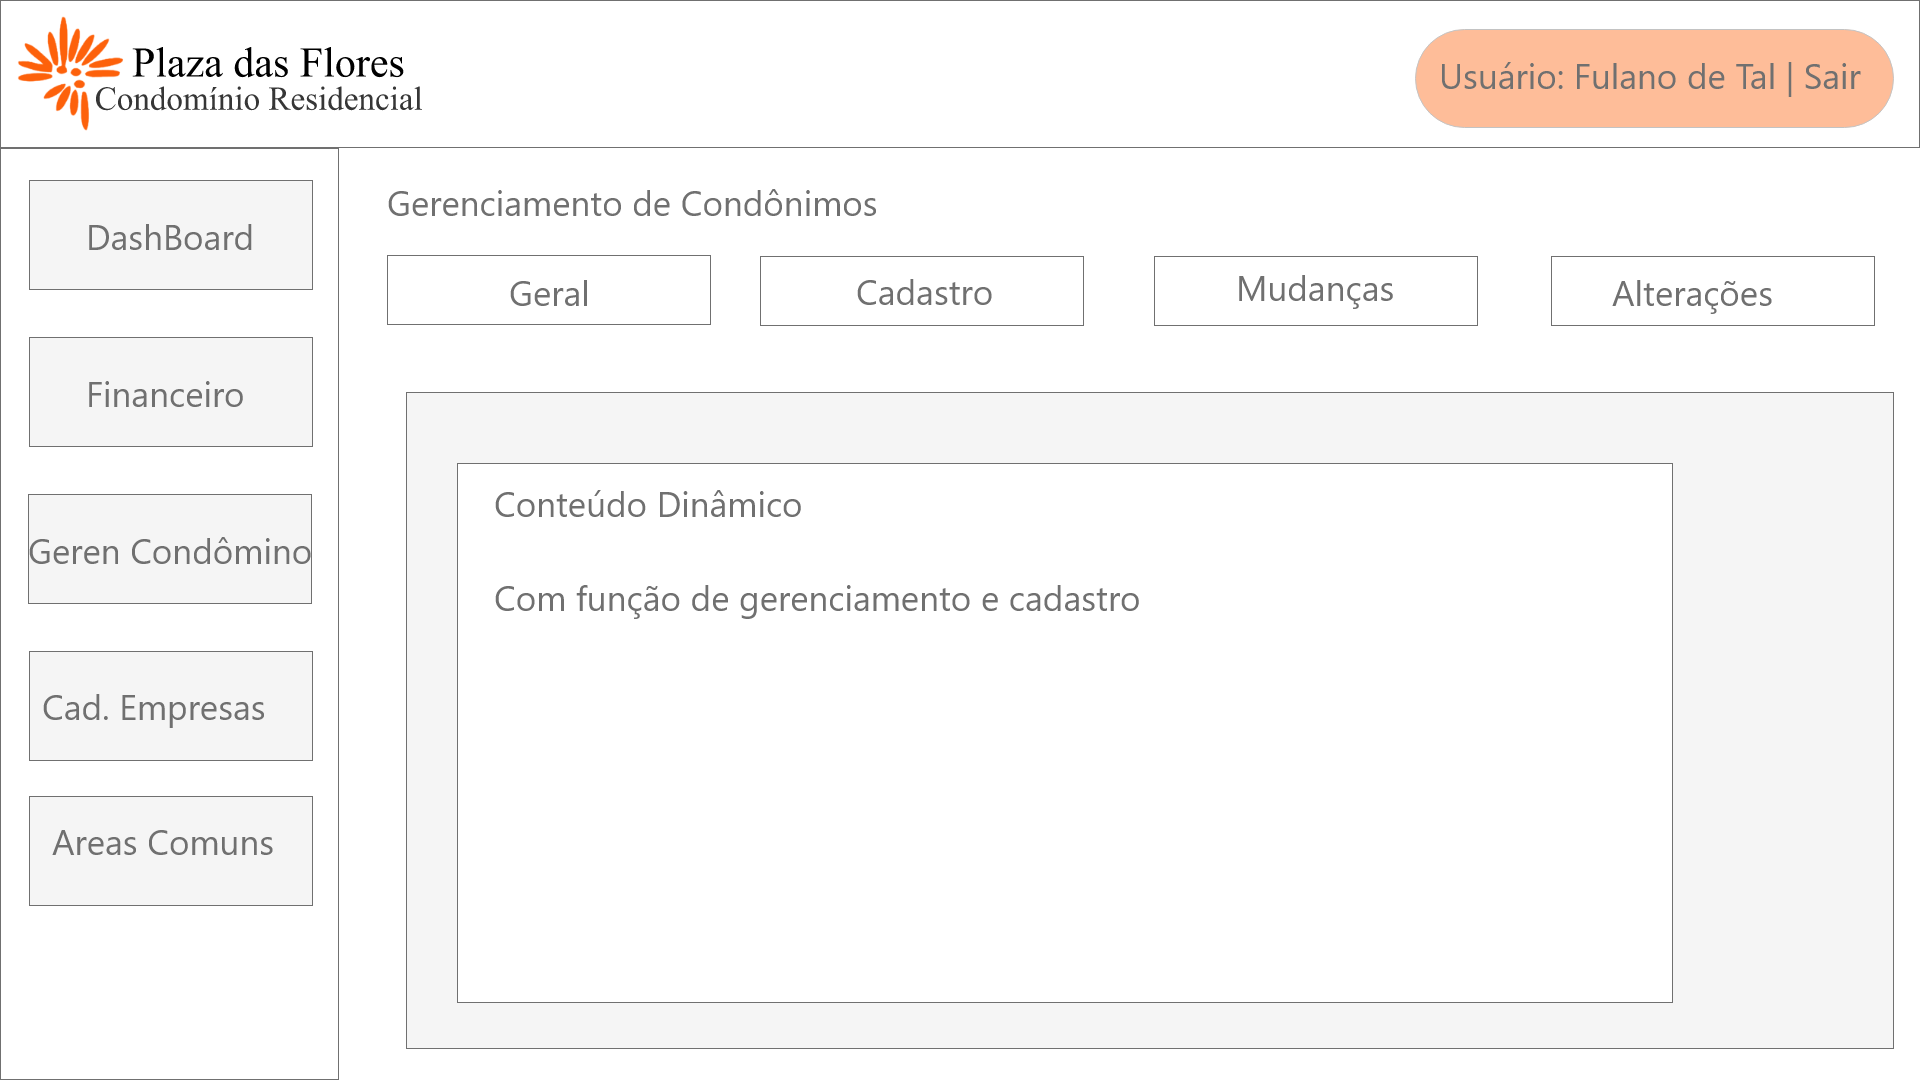 Plaza das Flores
Condomínio Residencial
Usuário: Fulano de Tal | Sair
DashBoard
Financeiro
Geren Condômino
Cad. Empresas
Areas Comuns
Gerenciamento de Condônimos
Geral
Cadastro
Mudanças
Alterações
Conteúdo Dinâmico
Com função de gerenciamento e cadastro